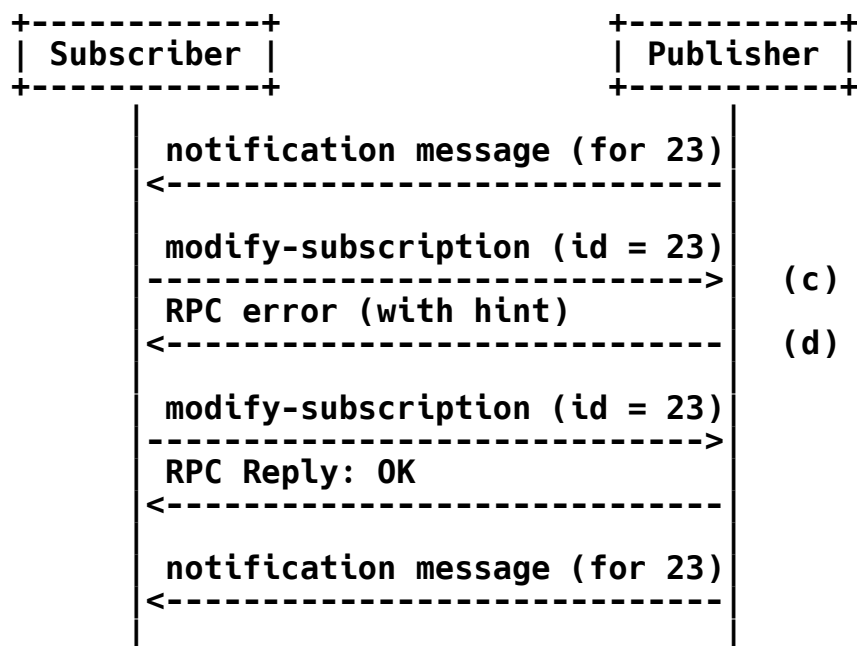 +------------+                 +-----------+
| Subscriber |                 | Publisher |
+------------+                 +-----------+
      |                              |
      | notification message (for 23)|
      |<-----------------------------|
      |                              |
      | modify-subscription (id = 23)|
      |----------------------------->|  (c)
      | RPC error (with hint)        |
      |<-----------------------------|  (d)
      |                              |
      | modify-subscription (id = 23)|
      |----------------------------->|
      | RPC Reply: OK                |
      |<-----------------------------|
      |                              |
      | notification message (for 23)|
      |<-----------------------------|
      |                              |